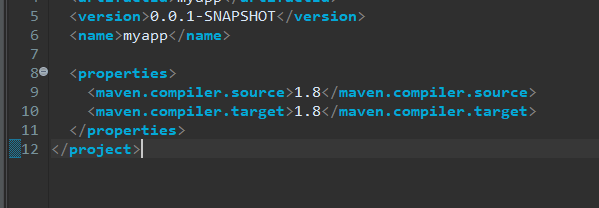 5 <version>0.0.1-SNAPSHOT</version>
6 <name>myapp</name>
7
8 <properties>
9 <maven.compiler.source>1.8</maven.compiler.source>
10 <maven.compiler.target>1.8</maven.compiler.target>
11 </properties>
12 </project>